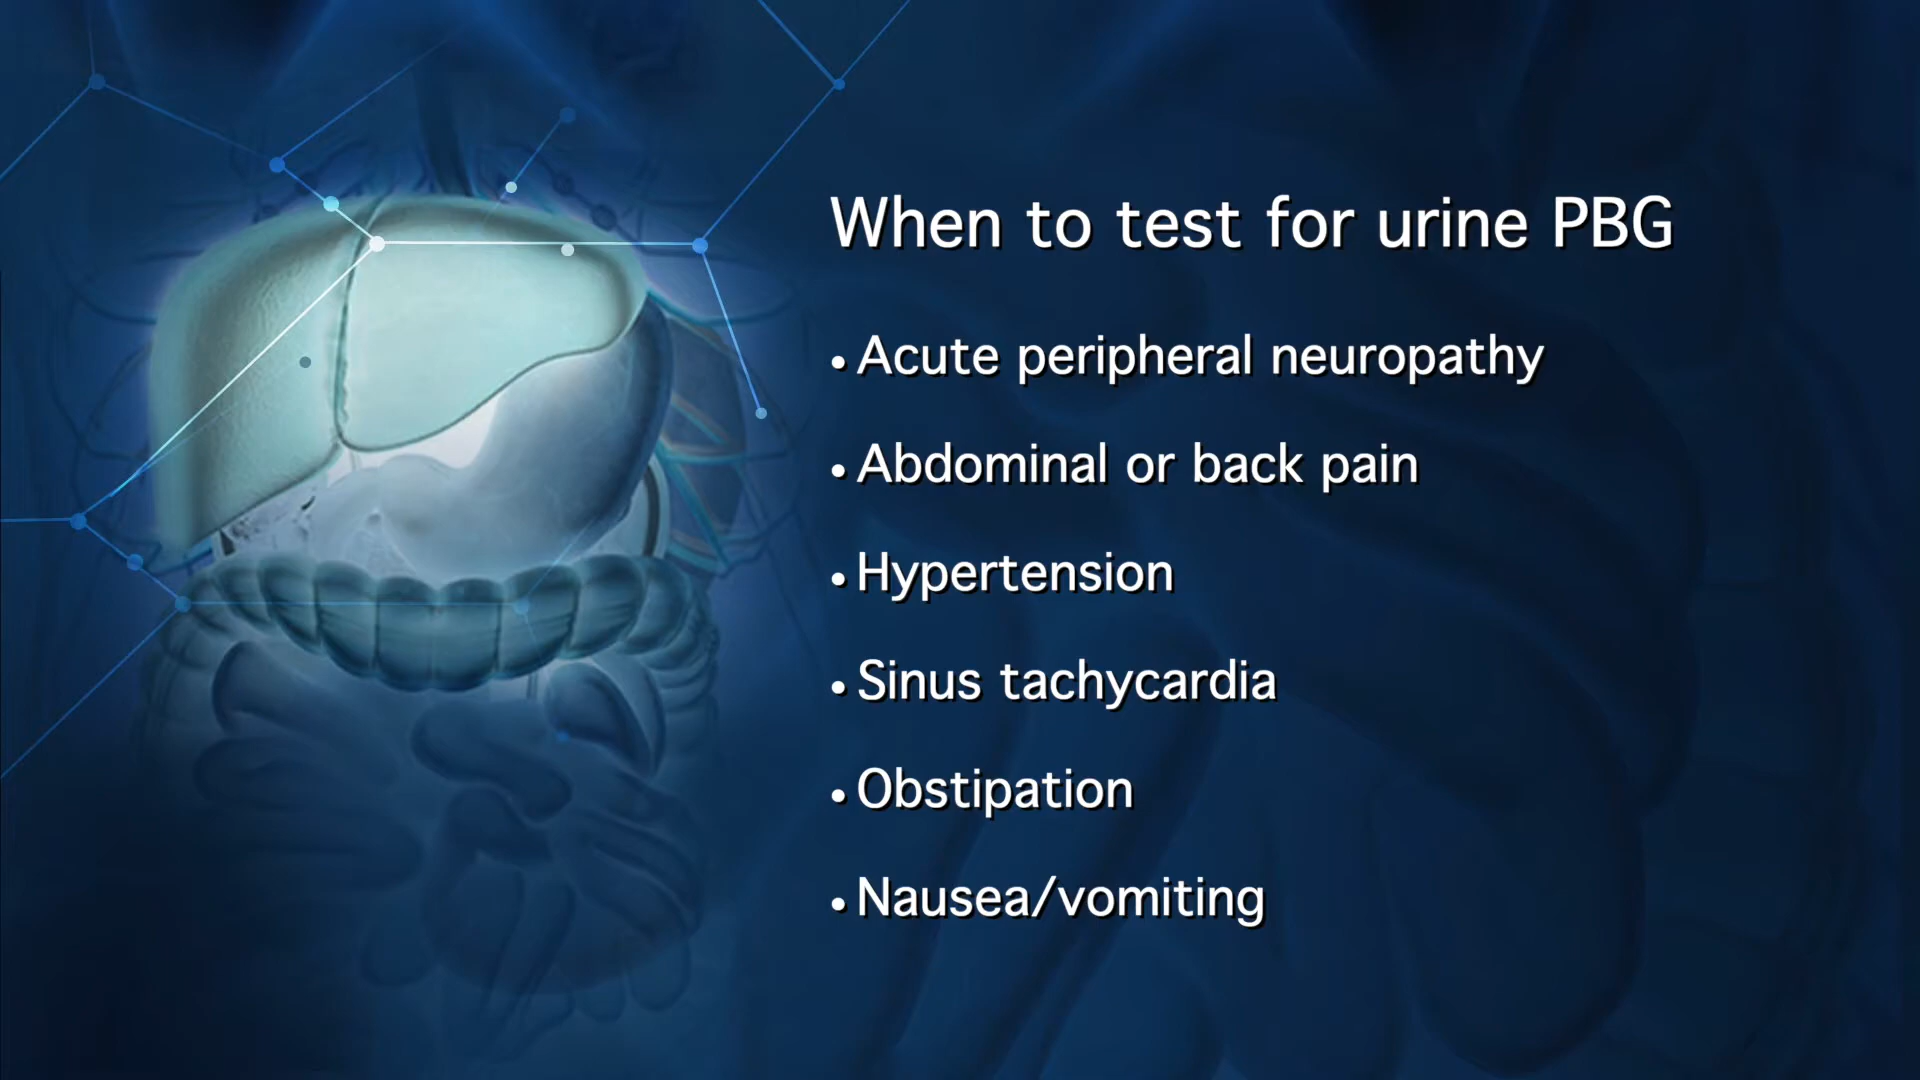 When to test for urine PBG
• Acute peripheral neuropathy
• Abdominal or back pain
• Hypertension
• Sinus tachycardia
• Obstipation
• Nausea/vomiting